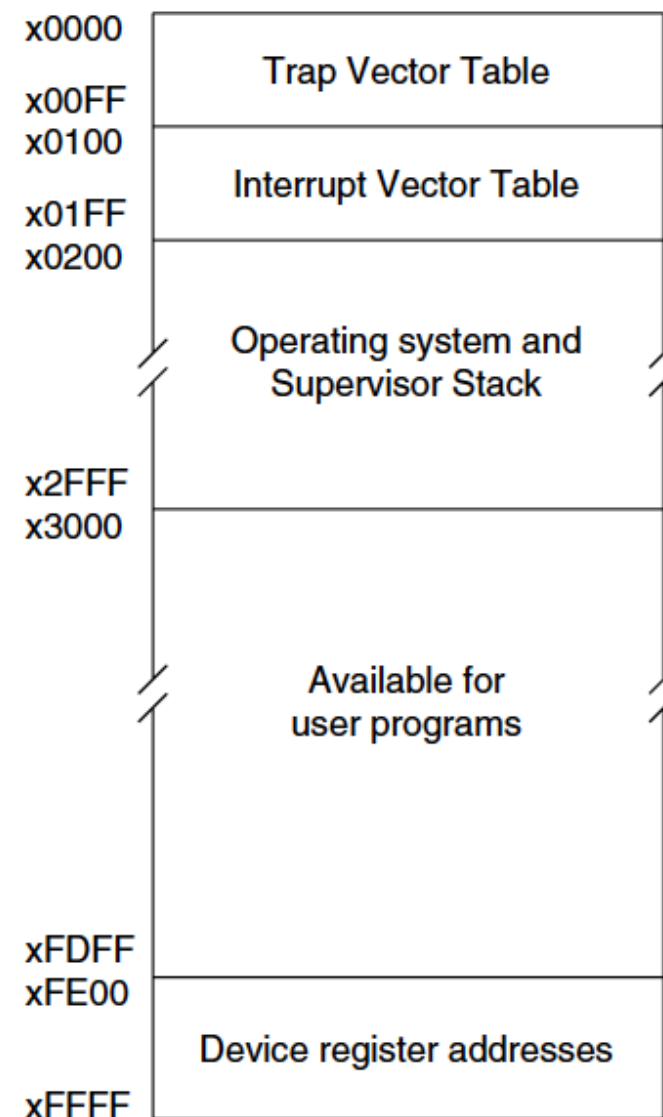 x0000
Trap Vector Table
x00FF
x0100
Interrupt Vector Table
x01FF
x0200
Operating system and
Supervisor Stack
x2FFF
x3000
Available for
user programs
xFDFF
xFE00
Device register addresses
xFFFF